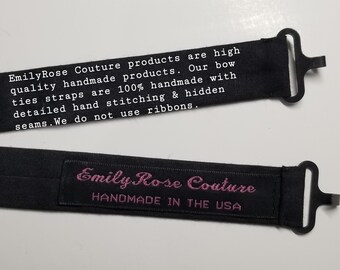 EmilyRose Couture products are high
quality handmade products. Our bow
ties straps are 100% handmade with
detailed hand stitching & hidden
seams.We do not use ribbons.
EmilyRose Couture
HANDMADE IN THE USA